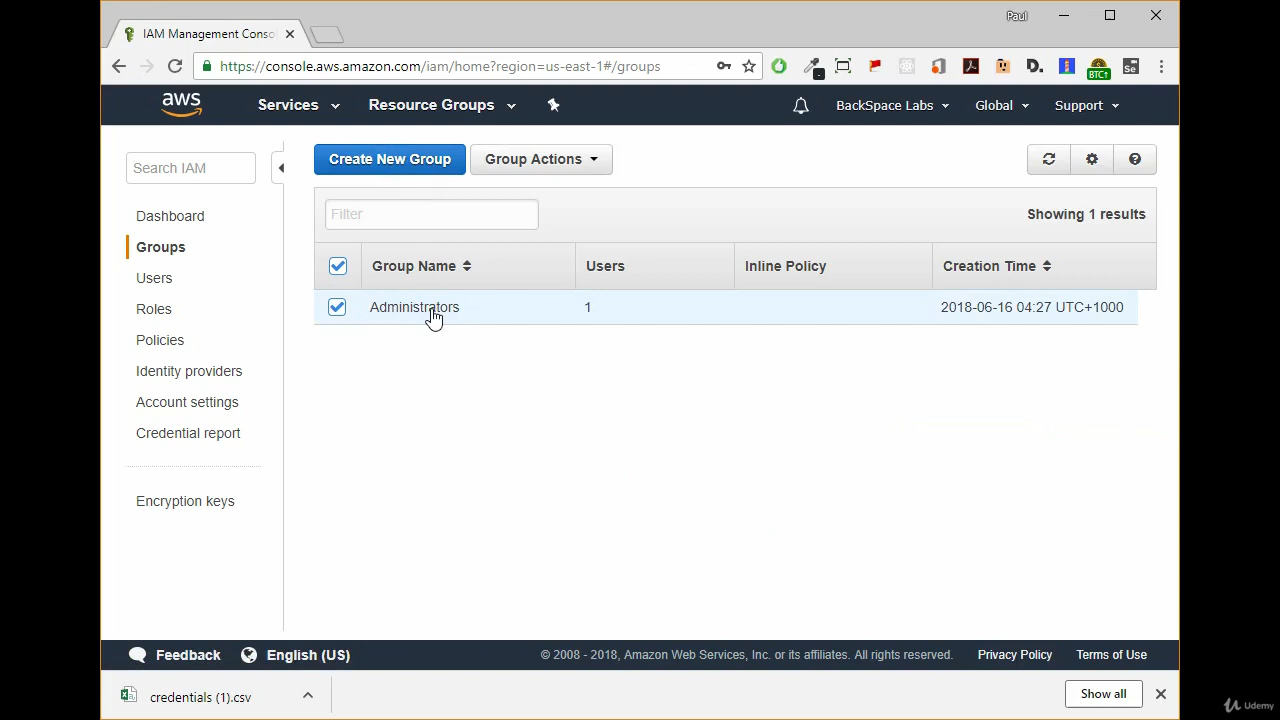 Paul
IAM Management Conso
https://console.aws.amazon.com/iam/home?region=us-east-1#/groups
D.
BTC↑
Se
aws
Services
Resource Groups
BackSpace Labs
Global
Support
Search IAM
Create New Group
Group Actions
Filter
Showing 1 results
Group Name
Users
Inline Policy
Creation Time
Administrators
1
2018-06-16 04:27 UTC+1000
Dashboard
Groups
Users
Roles
Policies
Identity providers
Account settings
Credential report
Encryption keys
Feedback
English (US)
© 2008 - 2018, Amazon Web Services, Inc. or its affiliates. All rights reserved.
Privacy Policy
Terms of Use
credentials (1).csv
Show all
Udemy